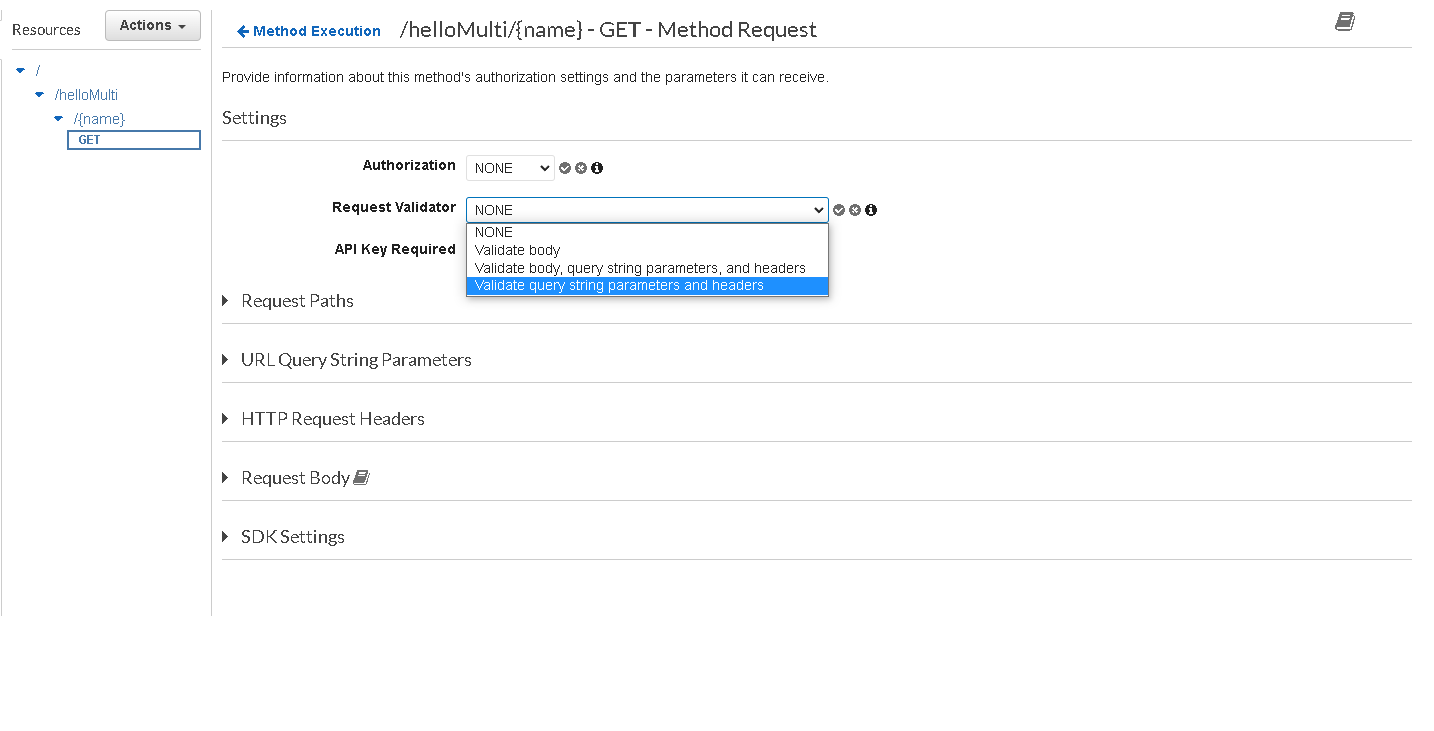 Resources
Actions
Method Execution /helloMulti/{name} - GET - Method Request
/
/helloMulti
/{name}
GET
Provide information about this method's authorization settings and the parameters it can receive.
Settings
Authorization NONE
Request Validator NONE
NONE
Validate body
Validate body, query string parameters, and headers
Validate query string parameters and headers
API Key Required
Request Paths
URL Query String Parameters
HTTP Request Headers
Request Body
SDK Settings